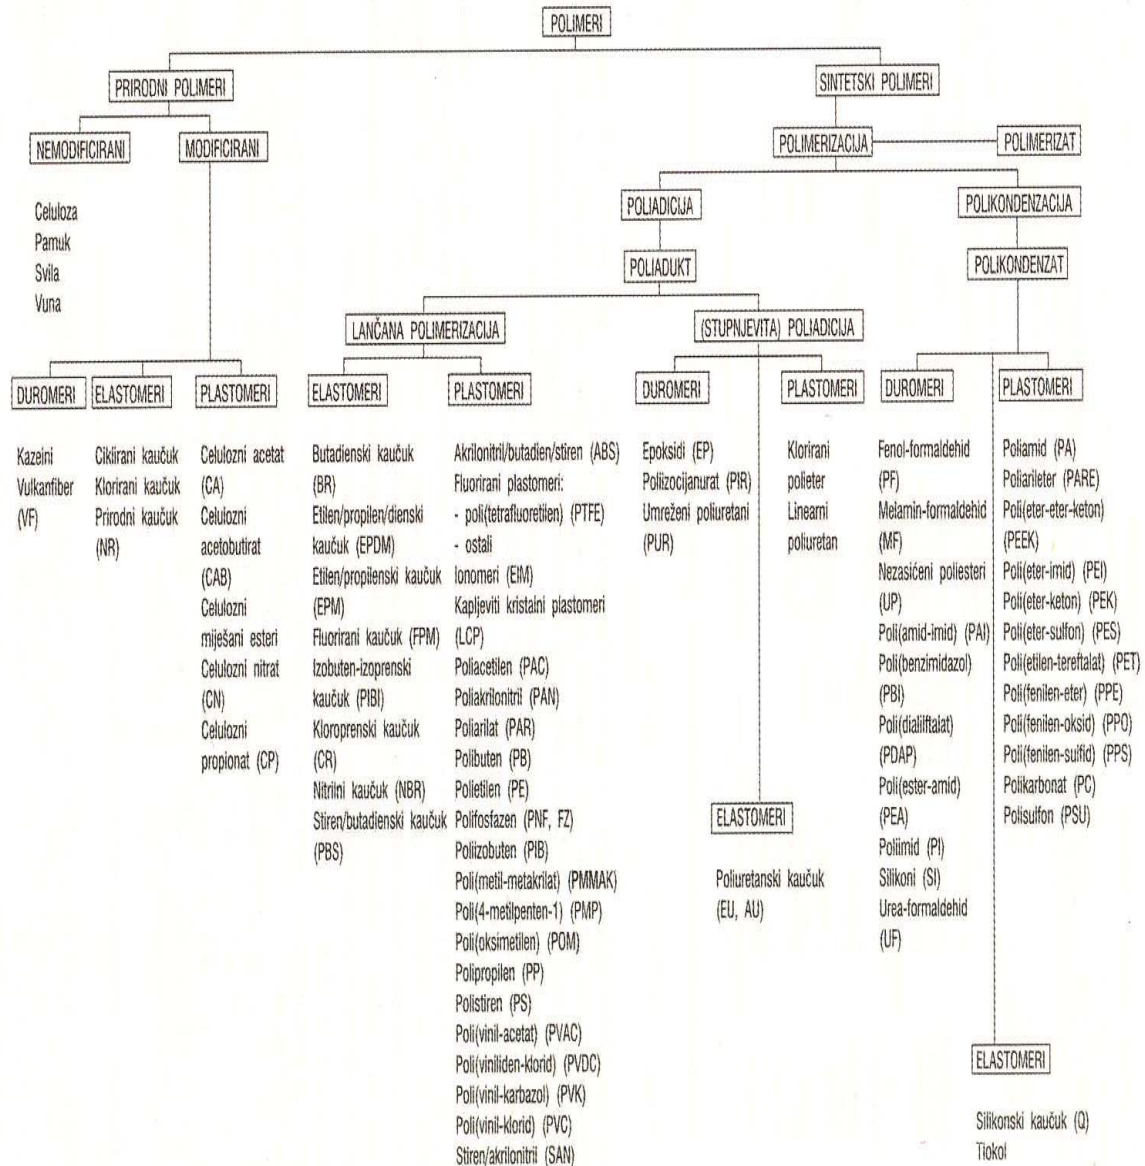 POLIMERI
PRIRODNI POLIMERI
SINTETSKI POLIMERI
NEMODIFICIRANI
MODIFICIRANI
POLIMERIZACIJA
POLIMERIZAT
Celuloza
Pamuk
Svila
Vuna
POLIADICIJA
POLIKONDENZACIJA
POLIADUKT
POLIKONDENZAT
LANČANA POLIMERIZACIJA
(STUPNJEVITA) POLIADICIJA
DUROMERI
Kazeini
Vulkanfiber
(VF)
ELASTOMERI
Ciklirani kaučuk
Klorirani kaučuk
Prirodni kaučuk
(NR)
PLASTOMERI
Celulozni acetat
(CA)
Celulozni
acetobutirat
(CAB)
Celulozni
miješani esteri
Celulozni nitrat
(CN)
Celulozni
propionat (CP)
ELASTOMERI
Butadienski kaučuk
(BR)
Etilen/propilen/dienski
kaučuk (EPDM)
Etilen/propilenski kaučuk
(EPM)
Fluorirani kaučuk (FPM)
Izobuten-izoprenski
kaučuk (PIBI)
Kloroprenski kaučuk
(CR)
Nitrilni kaučuk (NBR)
Stiren/butadienski kaučuk
(PBS)
PLASTOMERI
Akrilonitril/butadien/stiren (ABS)
Fluorirani plastomeri:
- poli(tetrafluoretilen) (PTFE)
- ostali
Ionomeri (EIM)
Kapljeviti kristalni plastomeri
(LCP)
Poliacetilen (PAC)
Poliakrilonitril (PAN)
Poliarilat (PAR)
Polibuten (PB)
Polietilen (PE)
Polifosfazen (PNF, FZ)
Poliizobuten (PIB)
Poli(metil-metakrilat) (PMMAK)
Poli(4-metilpenten-1) (PMP)
Poli(oksimetilen) (POM)
Polipropilen (PP)
Polistiren (PS)
Poli(vinil-acetat) (PVAC)
Poli(viniliden-klorid) (PVDC)
Poli(vinil-karbazol) (PVK)
Poli(vinil-klorid) (PVC)
Stiren/akrilonitril (SAN)
DUROMERI
Epoksidi (EP)
Poliizocijanurat (PIR)
Umreženi poliuretani
(PUR)
PLASTOMERI
Klorirani
polieter
Linearni
poliuretan
ELASTOMERI
Poliuretanski kaučuk
(EU, AU)
DUROMERI
Fenol-formaldehid
(PF)
Melamin-formaldehid
(MF)
Nezasićeni poliesteri
(UP)
Poli(amid-imid) (PAI)
Poli(benzimidazol)
(PBI)
Poli(dialilftalat)
(PDAP)
Poli(ester-amid)
(PEA)
Poliimid (PI)
Silikoni (SI)
Urea-formaldehid
(UF)
PLASTOMERI
Poliamid (PA)
Poliarileter (PARE)
Poli(eter-eter-keton)
(PEEK)
Poli(eter-imid) (PEI)
Poli(eter-keton) (PEK)
Poli(eter-sulfon) (PES)
Poli(etilen-tereftalat) (PET)
Poli(fenilen-eter) (PPE)
Poli(fenilen-oksid) (PPO)
Poli(fenilen-sulfid) (PPS)
Polikarbonat (PC)
Polisulfon (PSU)
ELASTOMERI
Silikonski kaučuk (Q)
Tiokol